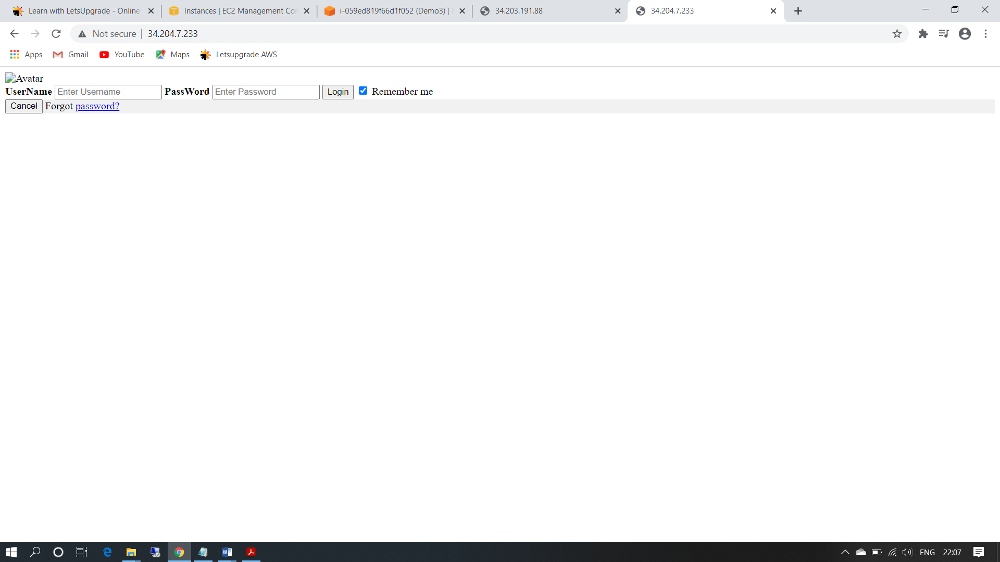 Learn with LetsUpgrade - Online
Instances | EC2 Management Con
i-059ed819f66d1f052 (Demo3) |
34.203.191.88
34.204.7.233
Not secure | 34.204.7.233
Apps
Gmail
YouTube
Maps
Letsupgrade AWS
Avatar
UserName Enter Username PassWord Enter Password Login Remember me
Cancel Forgot password?
ENG 22:07